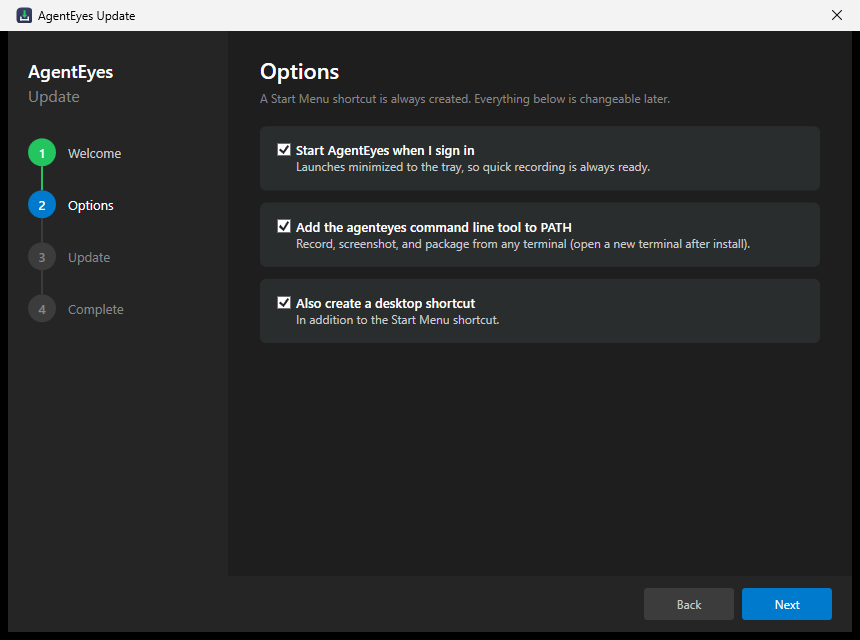 AgentEyes Update
AgentEyes
Update
1 Welcome
2 Options
3 Update
4 Complete
Options
A Start Menu shortcut is always created. Everything below is changeable later.
Start AgentEyes when I sign in
Launches minimized to the tray, so quick recording is always ready.
Add the agenteyes command line tool to PATH
Record, screenshot, and package from any terminal (open a new terminal after install).
Also create a desktop shortcut
In addition to the Start Menu shortcut.
Back
Next